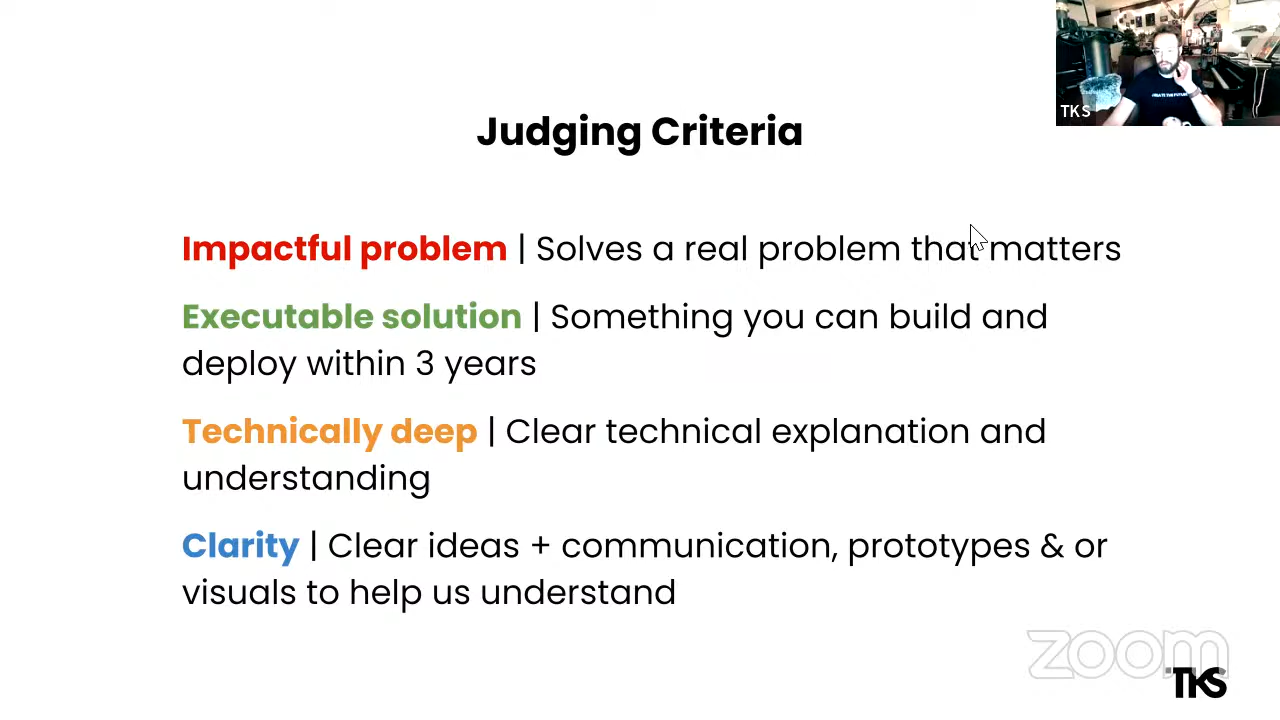 TKS
Judging Criteria
Impactful problem | Solves a real problem that matters
Executable solution | Something you can build and
deploy within 3 years
Technically deep | Clear technical explanation and
understanding
Clarity | Clear ideas + communication, prototypes & or
visuals to help us understand
zoom
TKS